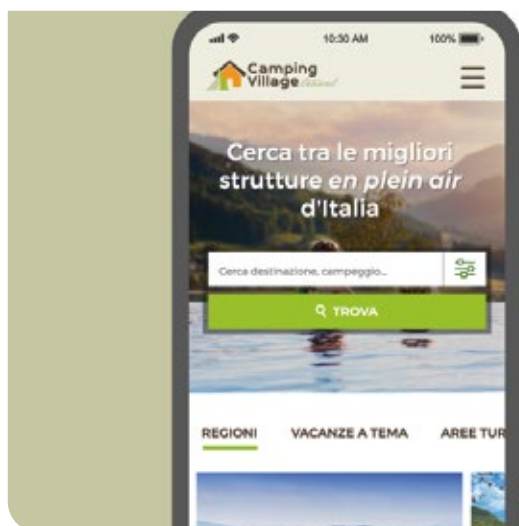 10:30 AM
100%
Camping
Village
Cerca tra le migliori
strutture en plein air
d'Italia
Cerca destinazione, campeggio...
TROVA
REGIONI
VACANZE A TEMA
AREE TUR